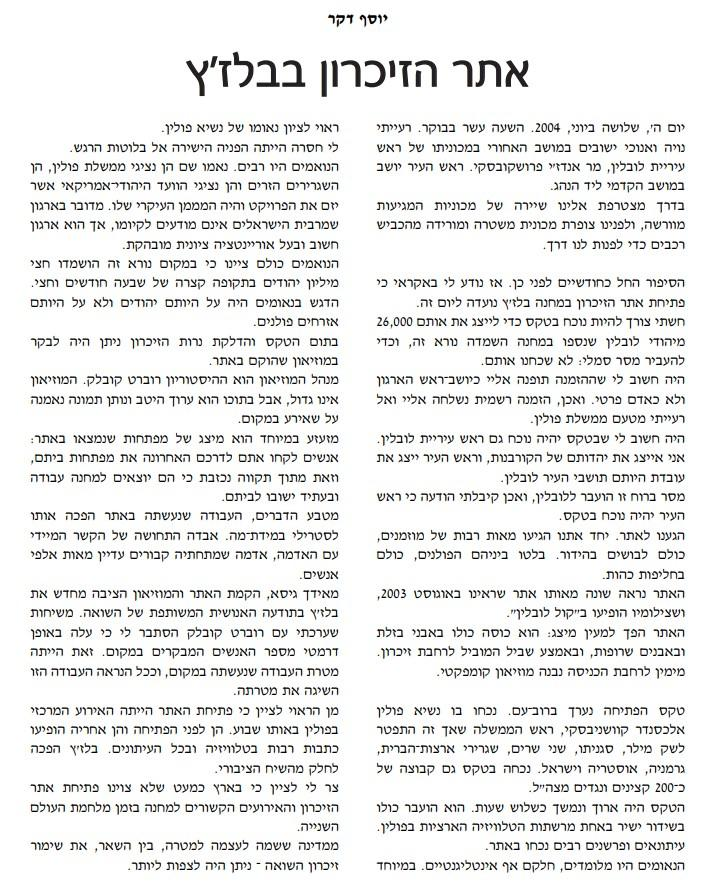 יוסף דקר
אתר הזיכרון בבלז'ץ
יום ה', שלושה ביוני, 2004. השעה עשר בבוקר. רעייתי
נויה ואנוכי ישובים במושב האחורי במכוניתו של ראש
עיריית לובלין, מר אנדז'יי פרושקובסקי. ראש העיר יושב
במושב הקדמי ליד הנהג.
בדרך מצטרפת אלינו שיירה של מכוניות המגיעות
מוורשה, ולפנינו צופרת מכונית משטרה ומורידה מהכביש
רכבים כדי לפנות לנו דרך.
הסיפור החל כחודשיים לפני כן. אז נודע לי באקראי כי
פתיחת אתר הזיכרון במחנה בלז'ץ נועדה ליום זה.
חשתי צורך להיות נוכח בטקס כדי לייצג את אותם 26,000
מיהודי לובלין שנספו במחנה השמדה נורא זה, וכדי
להעביר מסר סמלי: לא שכחנו אותם.
היה חשוב לי שההזמנה תופנה אליי כיושב־ראש הארגון
ולא כאדם פרטי. ואכן, הזמנה רשמית נשלחה אליי ואל
רעייתי מטעם ממשלת פולין.
היה חשוב לי שבטקס יהיה נוכח גם ראש עיריית לובלין.
אני אייצג את יהדותם של הקורבנות, וראש העיר ייצג את
עובדת היותם תושבי העיר לובלין.
מסר ברוח זו הועבר ללובלין, ואכן קיבלתי הודעה כי ראש
העיר יהיה נוכח בטקס.
הגענו לאתר. יחד אתנו הגיעו מאות רבות של מוזמנים,
כולם לבושים בהידור. בלטו ביניהם הפולנים, כולם
בחליפות כהות.
האתר נראה שונה מאותו אתר שראינו באוגוסט 2003,
ושצילומיו הופיעו ב"קול לובלין".
האתר הפך למעין מיצג: הוא כוסה כולו באבני בזלת
ובאבנים שרופות, ובאמצע שביל המוביל לרחבת זיכרון.
מימין לרחבת הכניסה נבנה מוזיאון קומפקטי.
טקס הפתיחה נערך ברוב־עם. נכחו בו נשיא פולין
אלכסנדר קוושניבסקי, ראש הממשלה שאך זה התפטר
לשק מילר, סגניתו, שני שרים, שגרירי ארצות־הברית,
גרמניה, אוסטריה וישראל. נכחה בטקס גם קבוצה של
כ־200 קצינים ונגדים מצה"ל.
הטקס היה ארוך ונמשך כשלוש שעות. הוא הועבר כולו
בשידור ישיר באחת מרשתות הטלוויזיה הארציות בפולין.
עיתונאים ופרשנים רבים נכחו באתר.
הנאומים היו מלומדים, חלקם אף אינטליגנטיים. במיוחד
ראוי לציון נאומו של נשיא פולין.
לי חסרה הייתה הפניה הישירה אל בלוטות הרגש.
הנואמים היו רבים. נאמו שם הן נציגי ממשלת פולין, הן
השגרירים הזרים והן נציגי הוועד היהודי־אמריקאי אשר
יזם את הפרויקט והיה המממן העיקרי שלו. מדובר בארגון
שמרבית הישראלים אינם מודעים לקיומו, אך הוא ארגון
חשוב ובעל אוריינטציה ציונית מובהקת.
הנואמים כולם ציינו כי במקום נורא זה הושמדו חצי
מיליון יהודים בתקופה קצרה של שבעה חודשים וחצי.
הדגש בנאומים היה על היותם יהודים ולא על היותם
אזרחים פולנים.
בתום הטקס והדלקת נרות הזיכרון ניתן היה לבקר
במוזיאון שהוקם באתר.
מנהל המוזיאון הוא ההיסטוריון רוברט קובלק. המוזיאון
אינו גדול, אבל בתוכו הוא ערוך היטב ונותן תמונה נאמנה
על שאירע במקום.
מזעזע במיוחד הוא מיצג של מפתחות שנמצאו באתר:
אנשים לקחו אתם לדרכם האחרונה את מפתחות ביתם,
וזאת מתוך תקווה נכזבת כי הם יוצאים למחנה עבודה
ובעתיד ישובו לביתם.
מטבע הדברים, העבודה שנעשתה באתר הפכה אותו
לסטרילי במידת־מה. אבדה התחושה של הקשר המיידי
עם האדמה, אדמה שמתחתיה קבורים עדיין מאות אלפי
אנשים.
מאידך גיסא, הקמת האתר והמוזיאון הציבה מחדש את
בלז'ץ בתודעה האנושית המשותפת של השואה. משיחות
שערכתי עם רוברט קובלק הסתבר לי כי עלה באופן
דרמטי מספר האנשים המבקרים במקום. זאת הייתה
מטרת העבודה שנעשתה במקום, וככל הנראה העבודה הזו
השיגה את מטרתה.
מן הראוי לציין כי פתיחת האתר הייתה האירוע המרכזי
בפולין באותו שבוע. הן לפני הפתיחה והן אחריה הופיעו
כתבות רבות בטלוויזיה ובכל העיתונים. בלז'ץ הפכה
לחלק מהשיח הציבורי.
צר לי לציין כי בארץ כמעט שלא צוינו פתיחת אתר
הזיכרון והאירועים הקשורים למחנה בזמן מלחמת העולם
השנייה.
ממדינה ששמה לעצמה למטרה, בין השאר, את שימור
זיכרון השואה - ניתן היה לצפות ליותר.